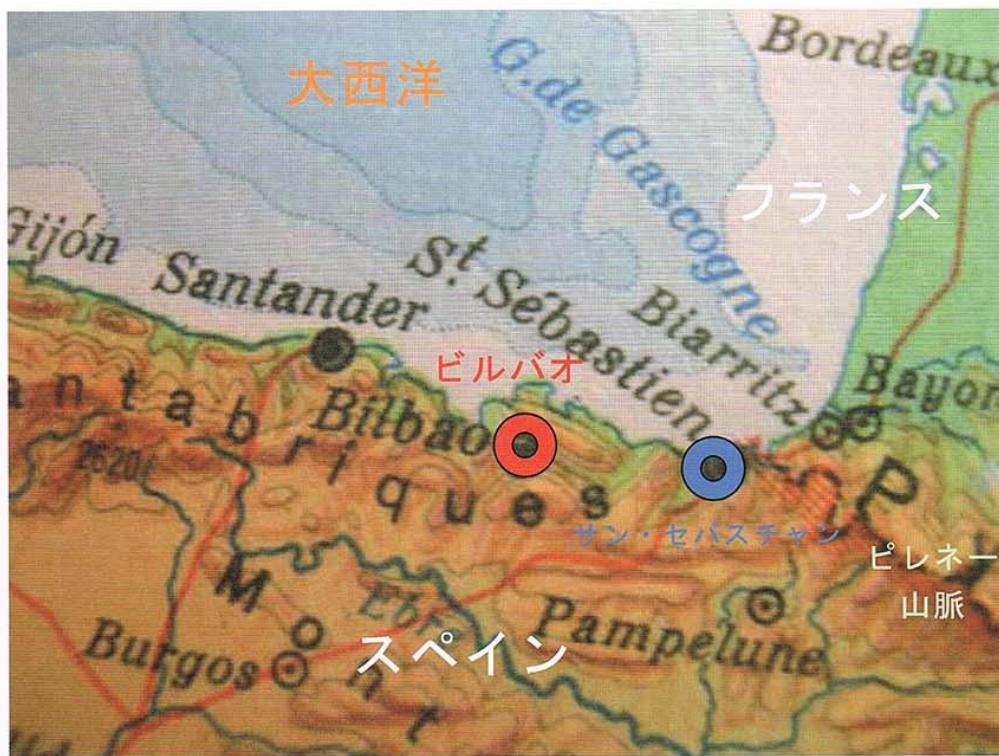 Bordeaux
大西洋
G.de Gascogne
フランス
Gijón
Santander
St. Sébastien
Biarritz
ビルバオ
Bayon
Bilbao
antabriques
サン・セバスチャン
P
ピレネー
山脈
Mont
Ebr
Pampelune
スペイン
Burgos